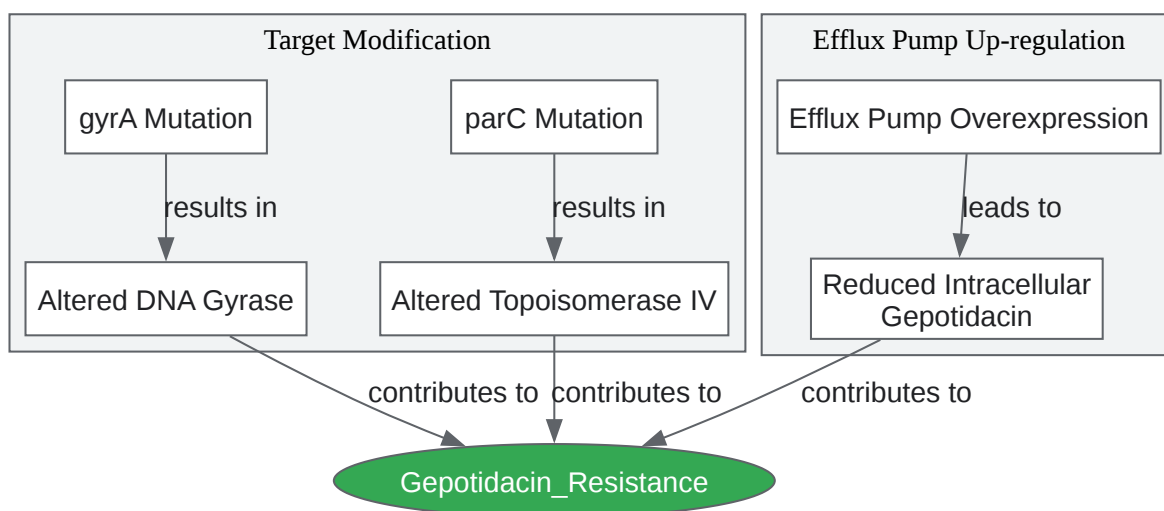 Target Modification
Efflux Pump Up-regulation
gyrA Mutation
parC Mutation
Efflux Pump Overexpression
results in
results in
leads to
Altered DNA Gyrase
Altered Topoisomerase IV
Reduced Intracellular
Gepotidacin
contributes to
contributes to
contributes to
Gepotidacin_Resistance